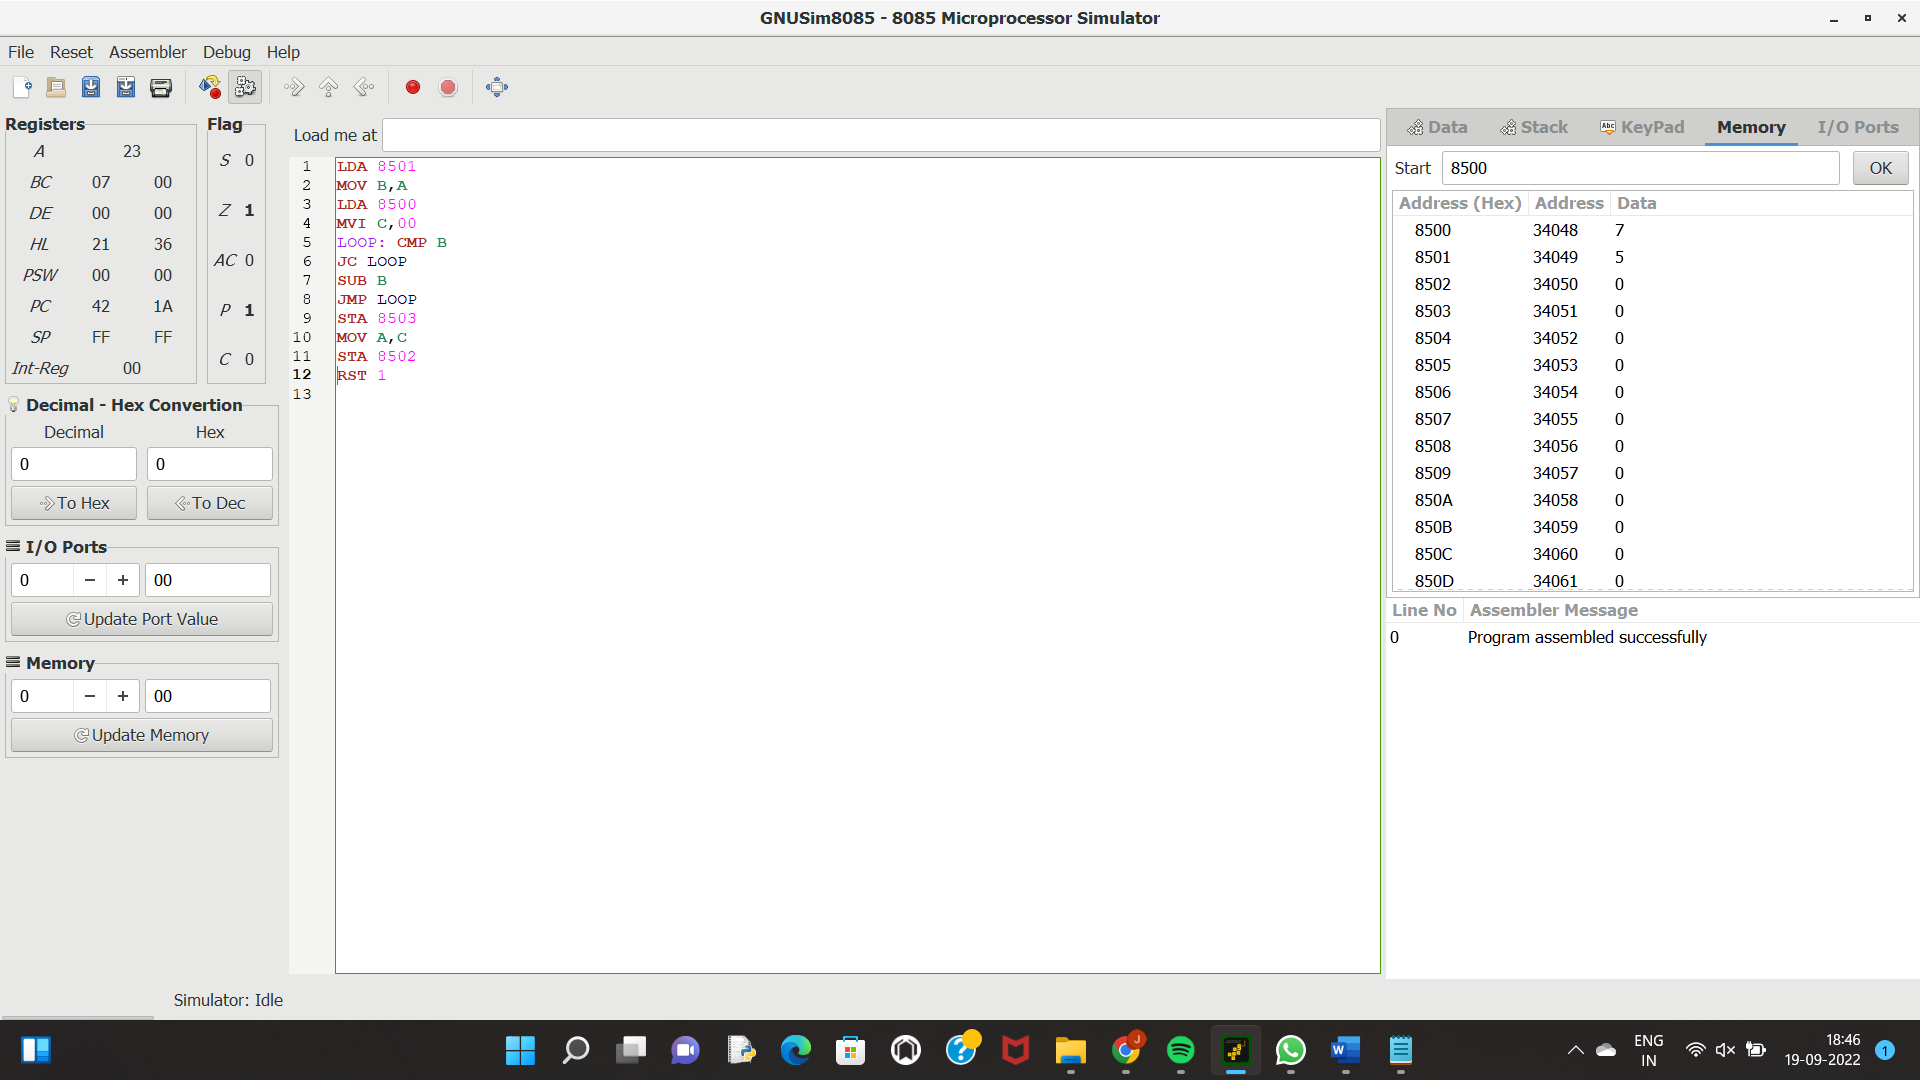 GNUSim8085 - 8085 Microprocessor Simulator
File Reset Assembler Debug Help
Registers
A 23
BC 07 00
DE 00 00
HL 21 36
PSW 00 00
PC 42 1A
SP FF FF
Int-Reg 00
Flag
S 0
Z 1
AC 0
P 1
C 0
Decimal - Hex Convertion
Decimal Hex
0 0
To Hex To Dec
I/O Ports
0 − + 00
Update Port Value
Memory
0 − + 00
Update Memory
Load me at
1 LDA 8501
2 MOV B,A
3 LDA 8500
4 MVI C,00
5 LOOP: CMP B
6 JC LOOP
7 SUB B
8 JMP LOOP
9 STA 8503
10 MOV A,C
11 STA 8502
12 RST 1
13
Data Stack Abc KeyPad Memory I/O Ports
Start 8500 OK
Address (Hex) Address Data
8500 34048 7
8501 34049 5
8502 34050 0
8503 34051 0
8504 34052 0
8505 34053 0
8506 34054 0
8507 34055 0
8508 34056 0
8509 34057 0
850A 34058 0
850B 34059 0
850C 34060 0
850D 34061 0
Line No Assembler Message
0 Program assembled successfully
Simulator: Idle
J
W
ENG
IN
18:46
19-09-2022
1